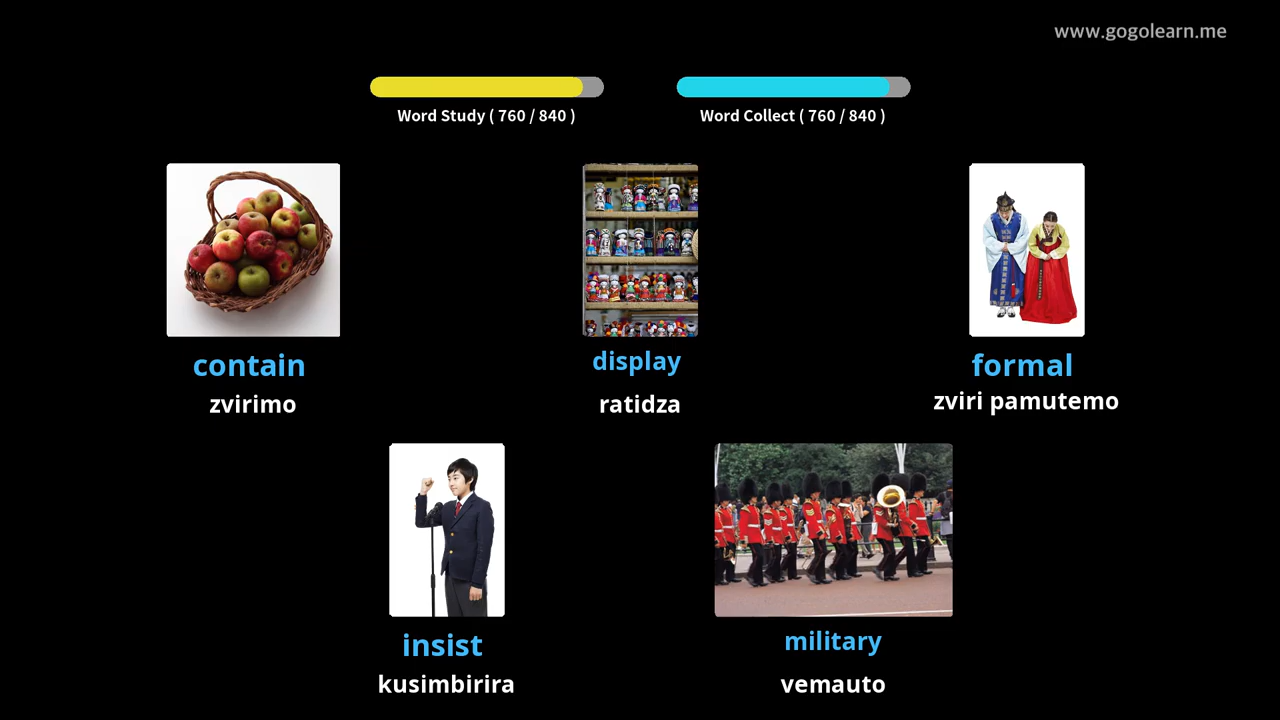 www.gogolearn.me
Word Study ( 760 / 840 )
Word Collect ( 760 / 840 )
contain
zvirimo
display
ratidza
formal
zviri pamutemo
insist
kusimbirira
military
vemauto